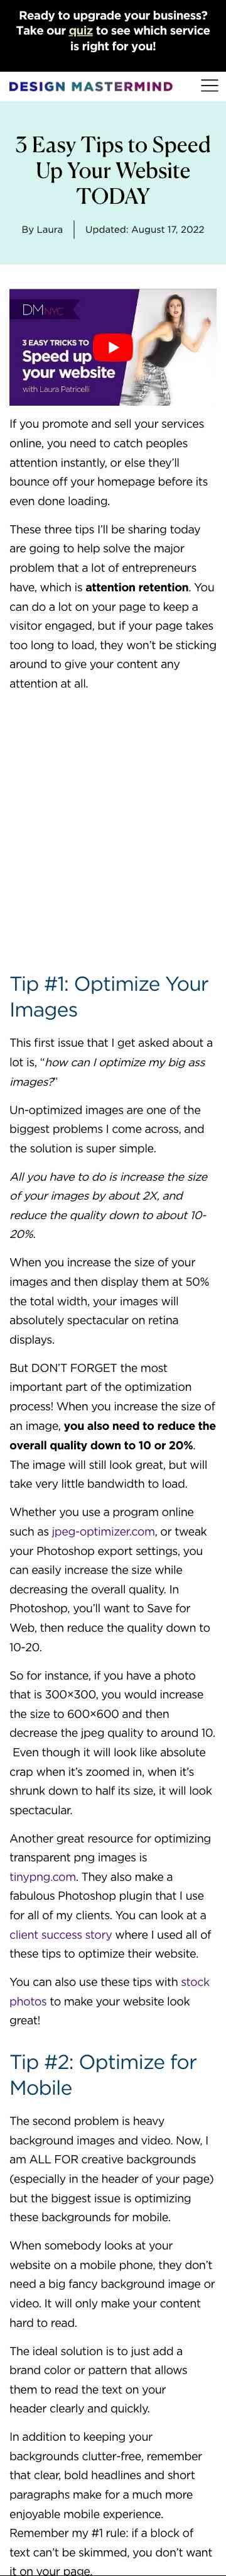 Ready to upgrade your business?
Take our quiz to see which service
is right for you!
DESIGN MASTERMIND
3 Easy Tips to Speed
Up Your Website
TODAY
By Laura
Updated: August 17, 2022
DMNYC
3 EASY TRICKS TO
Speed up
your website
with Laura Patricelli
If you promote and sell your services
online, you need to catch peoples
attention instantly, or else they’ll
bounce off your homepage before its
even done loading.
These three tips I’ll be sharing today
are going to help solve the major
problem that a lot of entrepreneurs
have, which is attention retention. You
can do a lot on your page to keep a
visitor engaged, but if your page takes
too long to load, they won’t be sticking
around to give your content any
attention at all.
Tip #1: Optimize Your
Images
This first issue that I get asked about a
lot is, “how can I optimize my big ass
images?”
Un-optimized images are one of the
biggest problems I come across, and
the solution is super simple.
All you have to do is increase the size
of your images by about 2X, and
reduce the quality down to about 10-
20%.
When you increase the size of your
images and then display them at 50%
the total width, your images will
absolutely spectacular on retina
displays.
But DON’T FORGET the most
important part of the optimization
process! When you increase the size of
an image, you also need to reduce the
overall quality down to 10 or 20%.
The image will still look great, but will
take very little bandwidth to load.
Whether you use a program online
such as jpeg-optimizer.com, or tweak
your Photoshop export settings, you
can easily increase the size while
decreasing the overall quality. In
Photoshop, you’ll want to Save for
Web, then reduce the quality down to
10-20.
So for instance, if you have a photo
that is 300×300, you would increase
the size to 600×600 and then
decrease the jpeg quality to around 10.
Even though it will look like absolute
crap when it’s zoomed in, when it’s
shrunk down to half its size, it will look
spectacular.
Another great resource for optimizing
transparent png images is
tinypng.com. They also make a
fabulous Photoshop plugin that I use
for all of my clients. You can look at a
client success story where I used all of
these tips to optimize their website.
You can also use these tips with stock
photos to make your website look
great!
Tip #2: Optimize for
Mobile
The second problem is heavy
background images and video. Now, I
am ALL FOR creative backgrounds
(especially in the header of your page)
but the biggest issue is optimizing
these backgrounds for mobile.
When somebody looks at your
website on a mobile phone, they don’t
need a big fancy background image or
video. It will only make your content
hard to read.
The ideal solution is to just add a
brand color or pattern that allows
them to read the text on your
header clearly and quickly.
In addition to keeping your
backgrounds clutter-free, remember
that clear, bold headlines and short
paragraphs make for a much more
enjoyable mobile experience.
Remember my #1 rule: if a block of
text can’t be skimmed, you don’t want
it on your page.